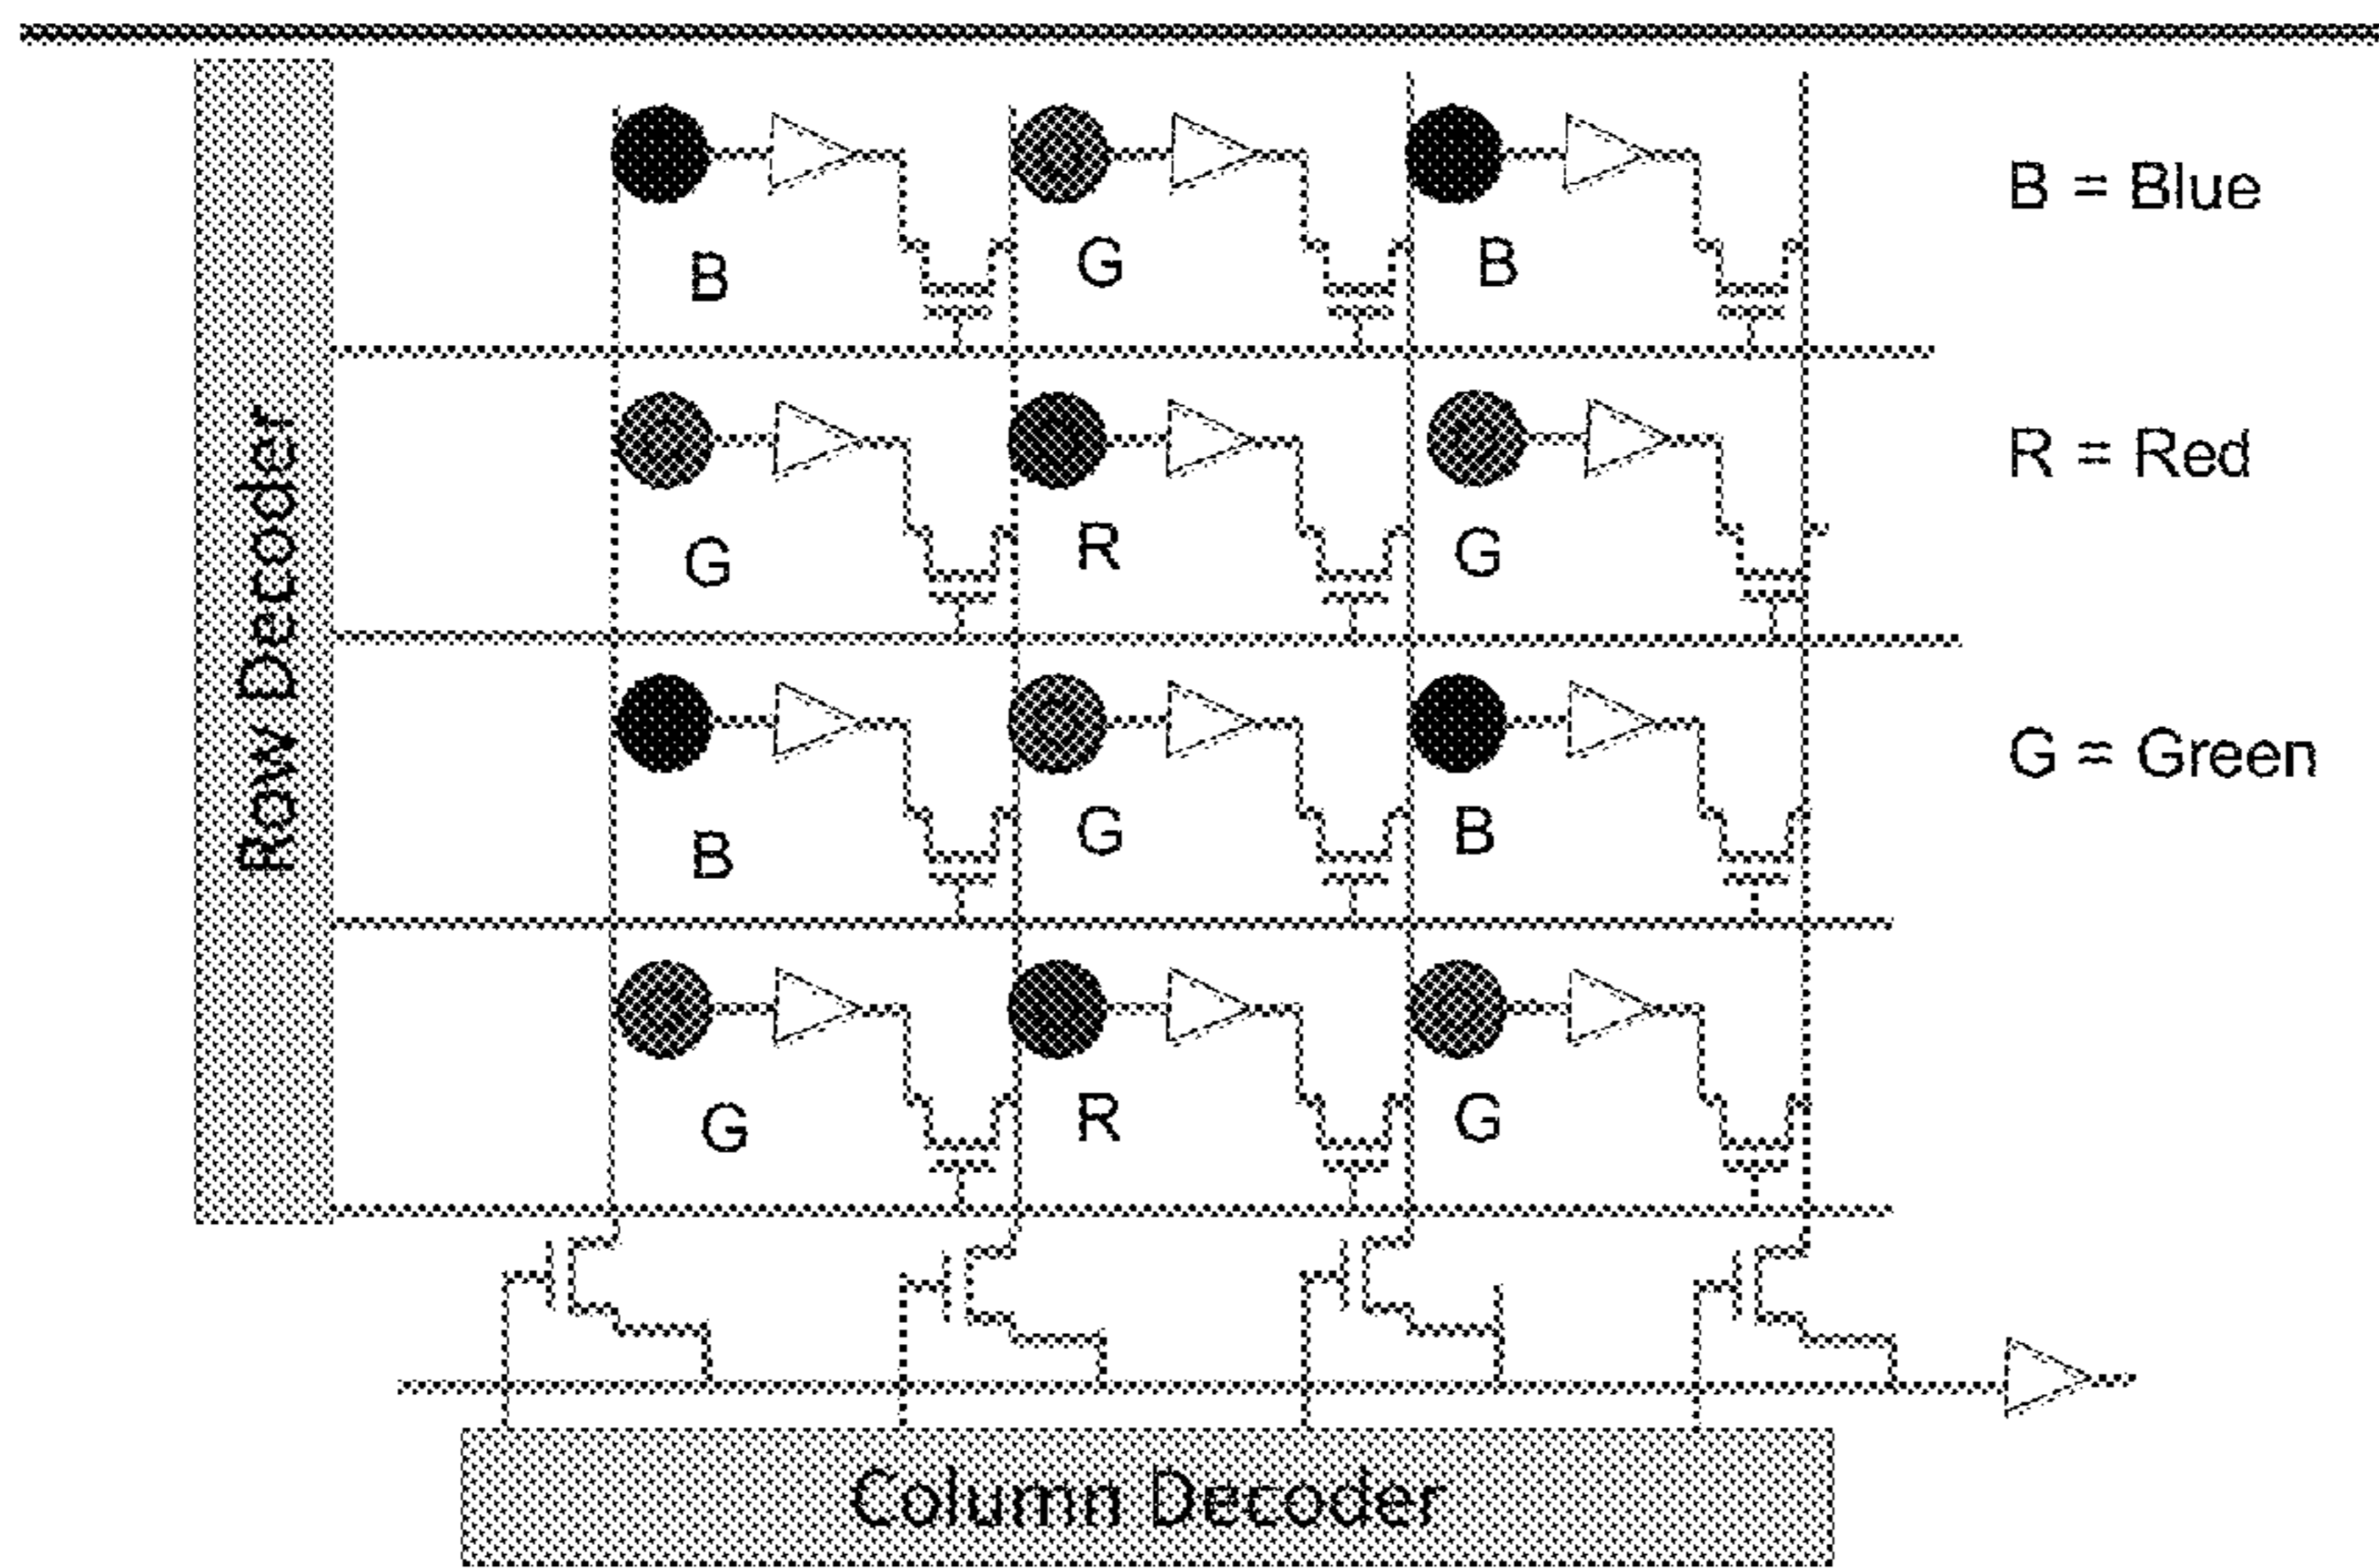 B G B
B = Blue
G R G
R = Red
B G B
G = Green
G R G
Row Decoder
Column Decoder